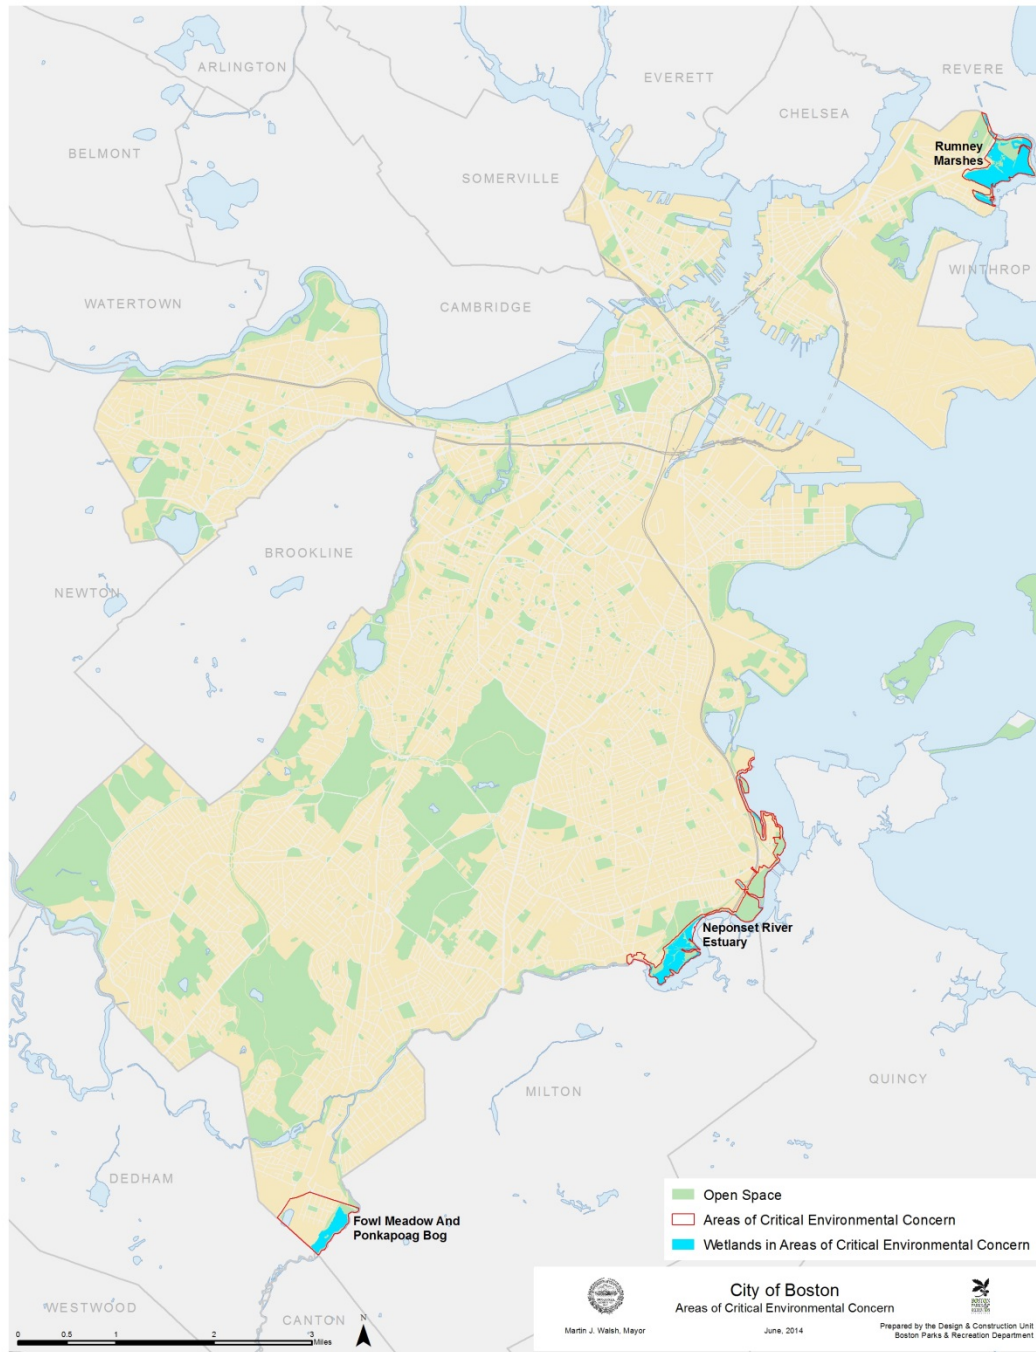 ARLINGTON
EVERETT
REVERE
CHELSEA
BELMONT
Rumney
Marshes
SOMERVILLE
WINTHROP
WATERTOWN
CAMBRIDGE
BROOKLINE
NEWTON
Neponset River
Estuary
QUINCY
MILTON
DEDHAM
Open Space
Areas of Critical Environmental Concern
Wetlands in Areas of Critical Environmental Concern
Fowl Meadow And
Ponkapoag Bog
City of Boston
Areas of Critical Environmental Concern
Martin J. Walsh, Mayor
June, 2014
Prepared by the Design & Construction Unit
Boston Parks & Recreation Department
WESTWOOD
CANTON
N
0 0.5 1 2 3
Miles